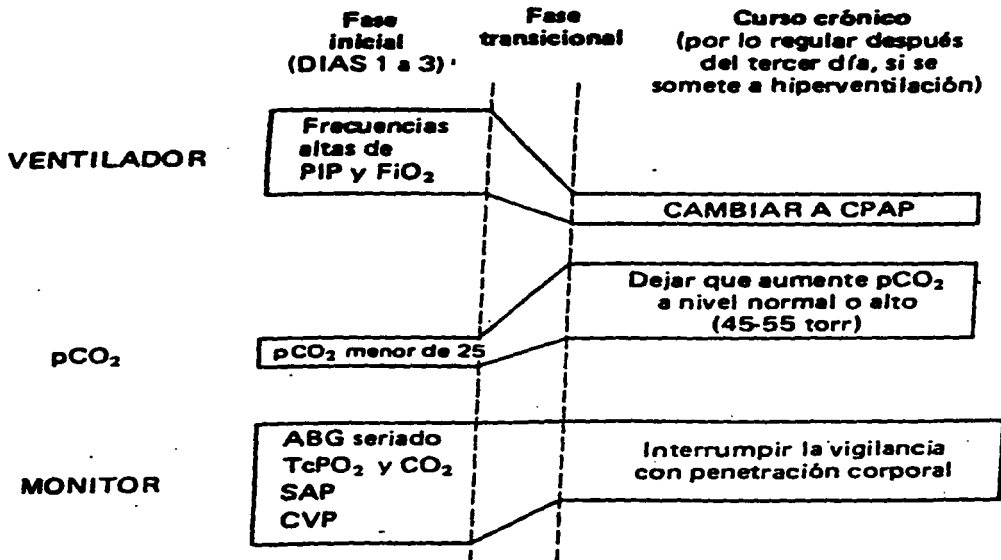 Fase
inicial
(DIAS 1 a 3)
Fase
transicional
Curso crónico
(por lo regular después
del tercer día, si se
somete a hiperventilación)
VENTILADOR
Frecuencias
altas de
PIP y FiO₂
CAMBIAR A CPAP
pCO₂
pCO₂ menor de 25
Dejar que aumente pCO₂
a nivel normal o alto
(45-55 torr)
MONITOR
ABG seriado
TcPO₂ y CO₂
SAP
CVP
Interrumpir la vigilancia
con penetración corporal